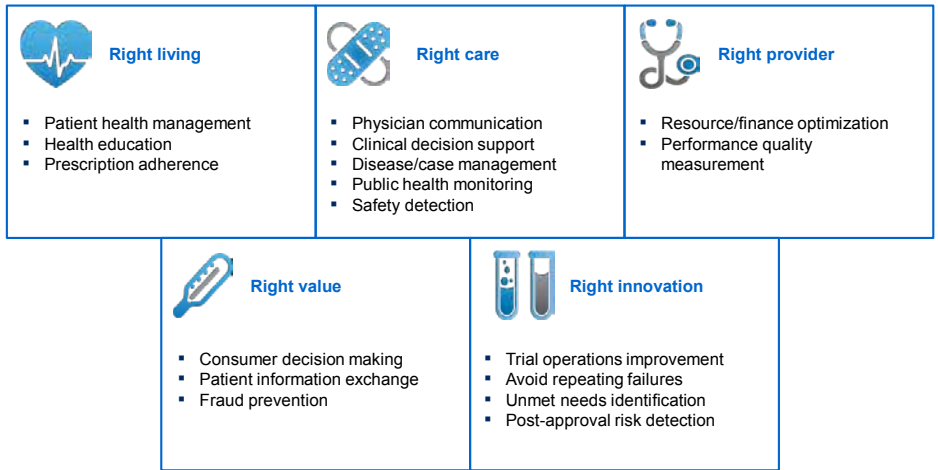 Right living
▪ Patient health management
▪ Health education
▪ Prescription adherence
Right care
▪ Physician communication
▪ Clinical decision support
▪ Disease/case management
▪ Public health monitoring
▪ Safety detection
Right provider
▪ Resource/finance optimization
▪ Performance quality
measurement
Right value
▪ Consumer decision making
▪ Patient information exchange
▪ Fraud prevention
Right innovation
▪ Trial operations improvement
▪ Avoid repeating failures
▪ Unmet needs identification
▪ Post-approval risk detection